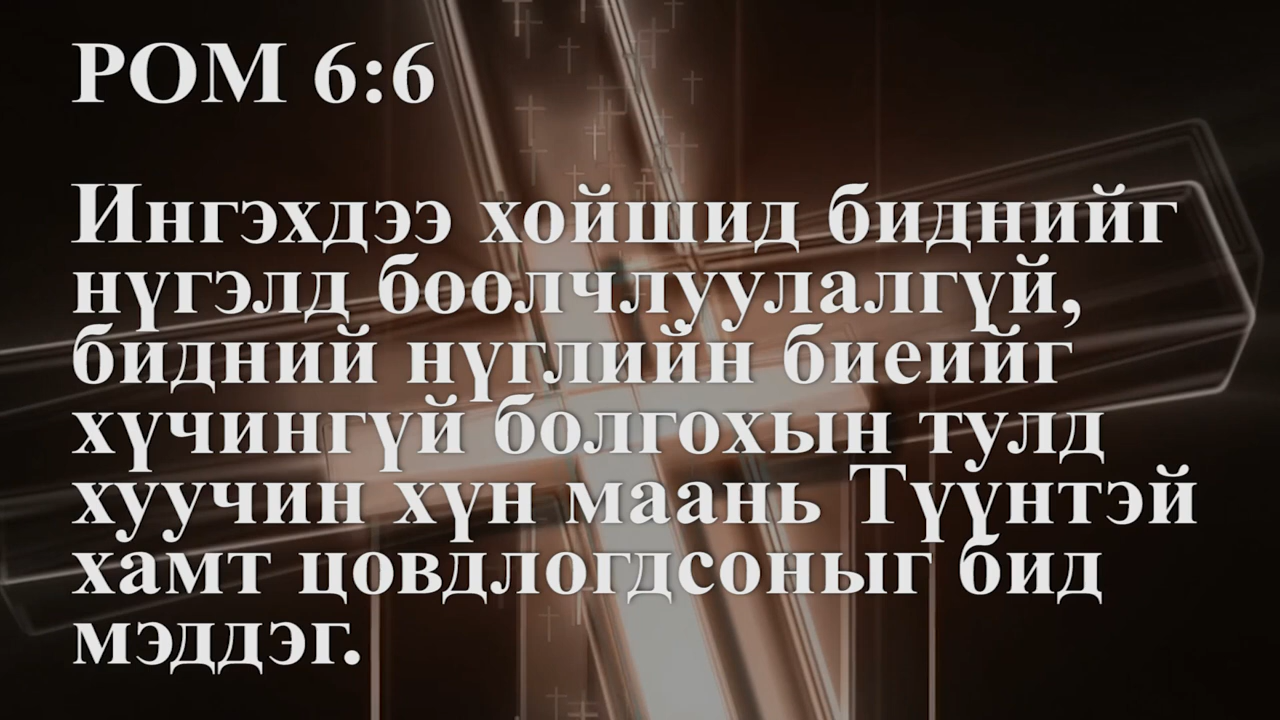 РОМ 6:6
Ингэхдээ хойшид биднийг
нүгэлд боолчлуулалгүй,
бидний нүглийн биеийг
хүчингүй болгохын тулд
хуучин хүн маань Түүнтэй
хамт цовдлогдсоныг бид
мэддэг.